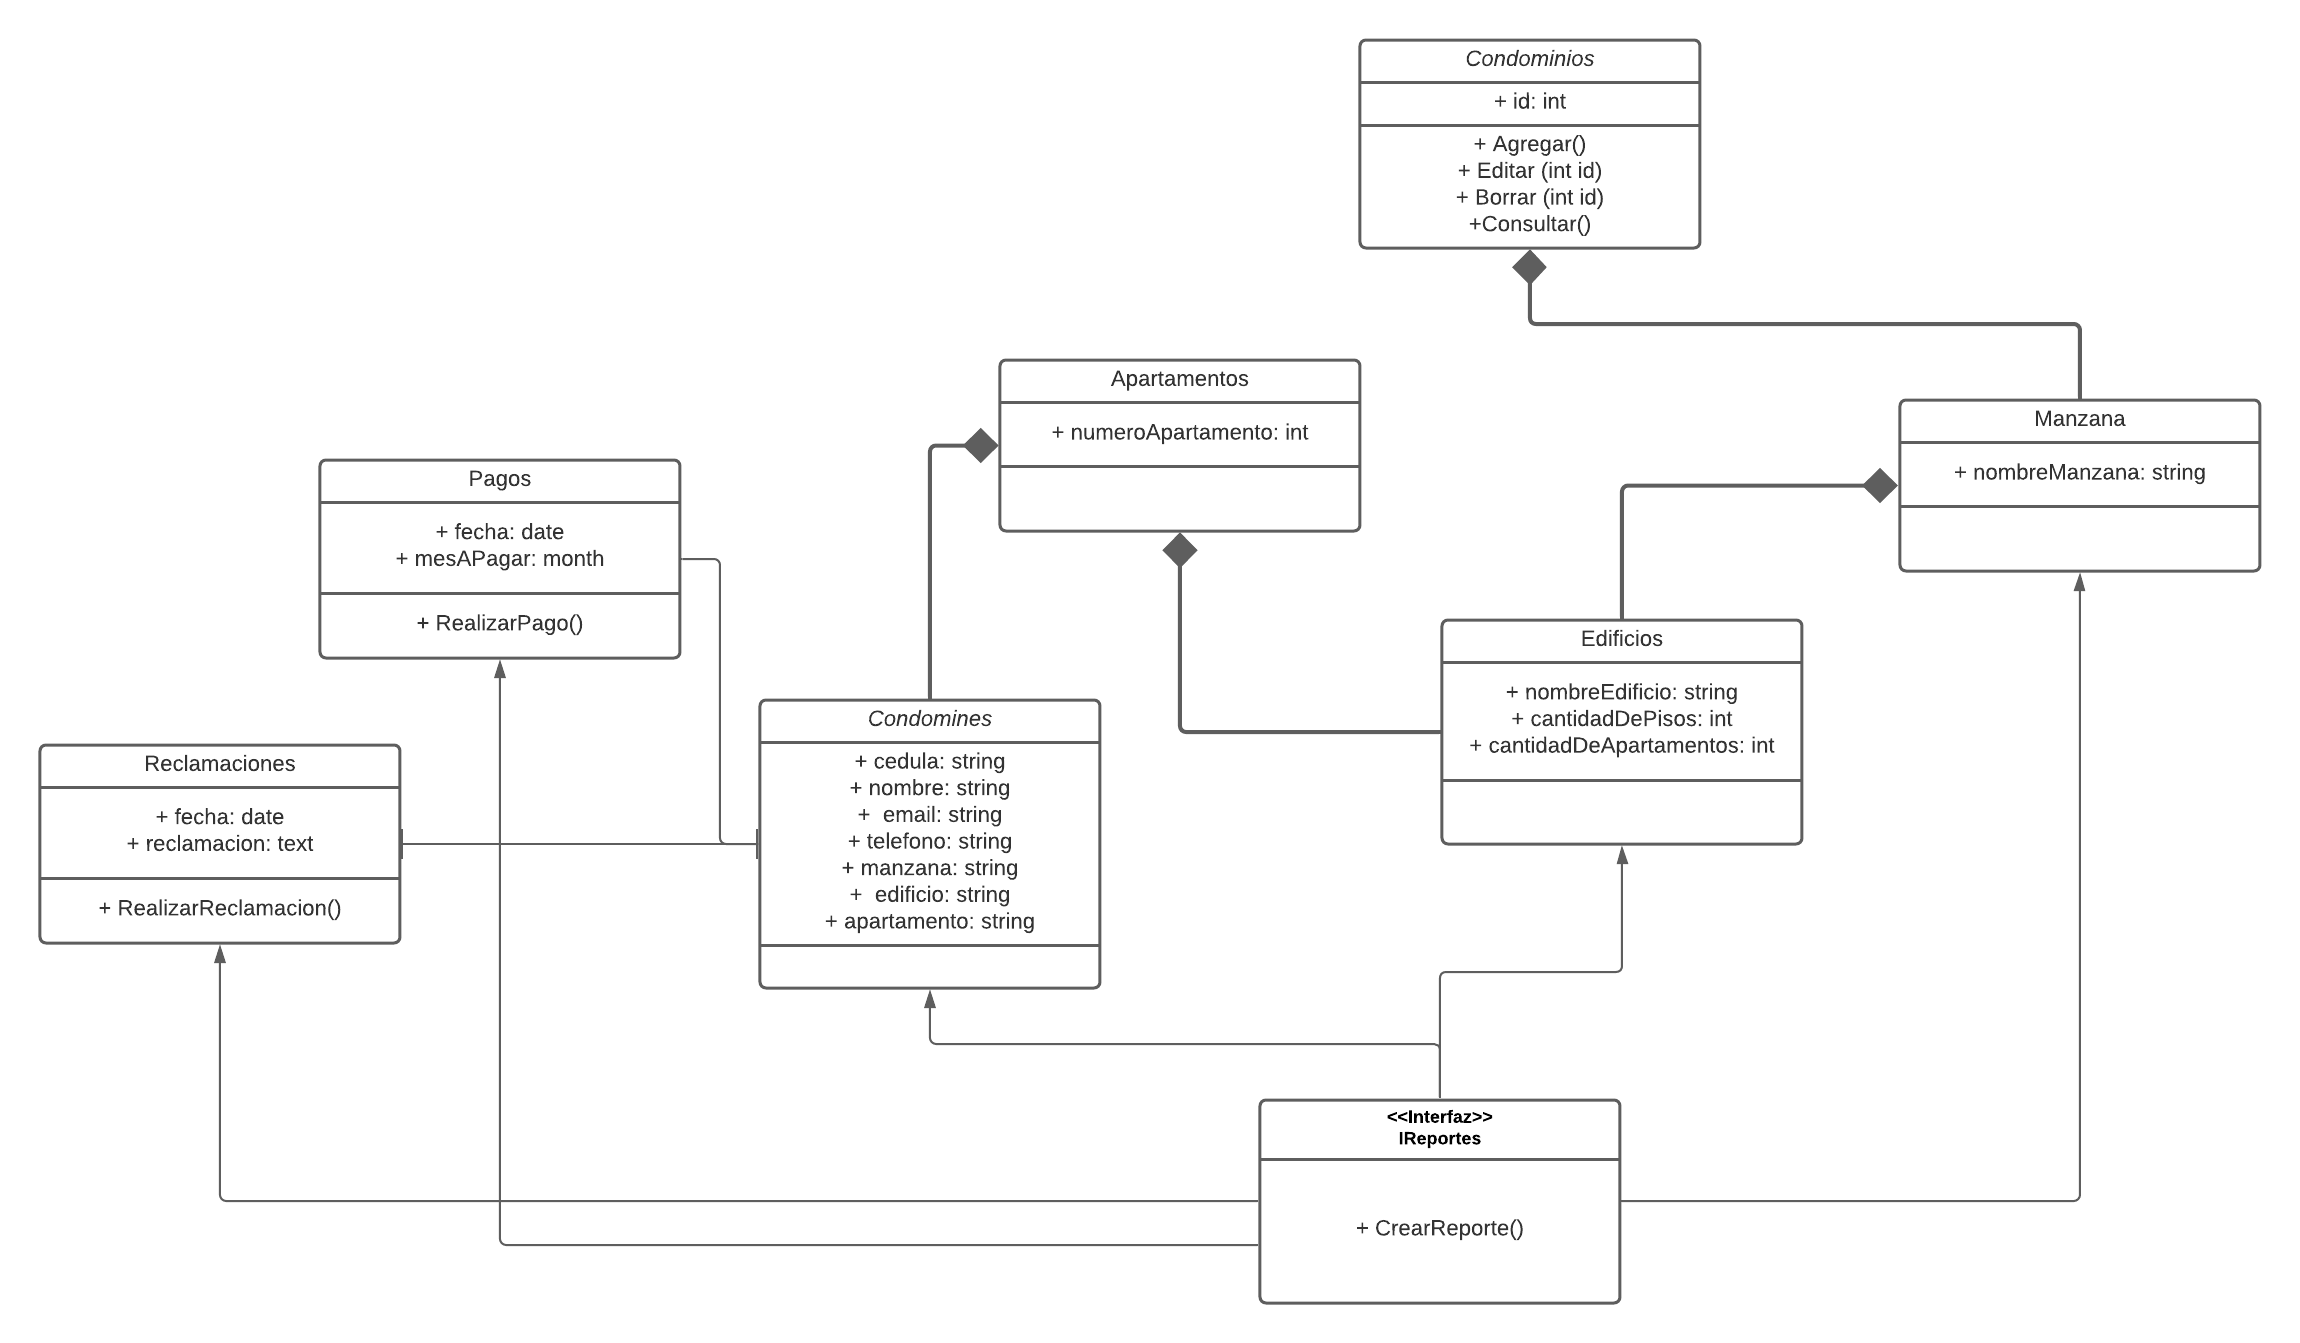 Condominios
+ id: int
+ Agregar()
+ Editar (int id)
+ Borrar (int id)
+Consultar()
Apartamentos
+ numeroApartamento: int
Manzana
+ nombreManzana: string
Pagos
+ fecha: date
+ mesAPagar: month
+ RealizarPago()
Edificios
+ nombreEdificio: string
+ cantidadDePisos: int
+ cantidadDeApartamentos: int
Condomines
+ cedula: string
+ nombre: string
+  email: string
+ telefono: string
+ manzana: string
+  edificio: string
+ apartamento: string
Reclamaciones
+ fecha: date
+ reclamacion: text
+ RealizarReclamacion()
<<Interfaz>>
IReportes
+ CrearReporte()